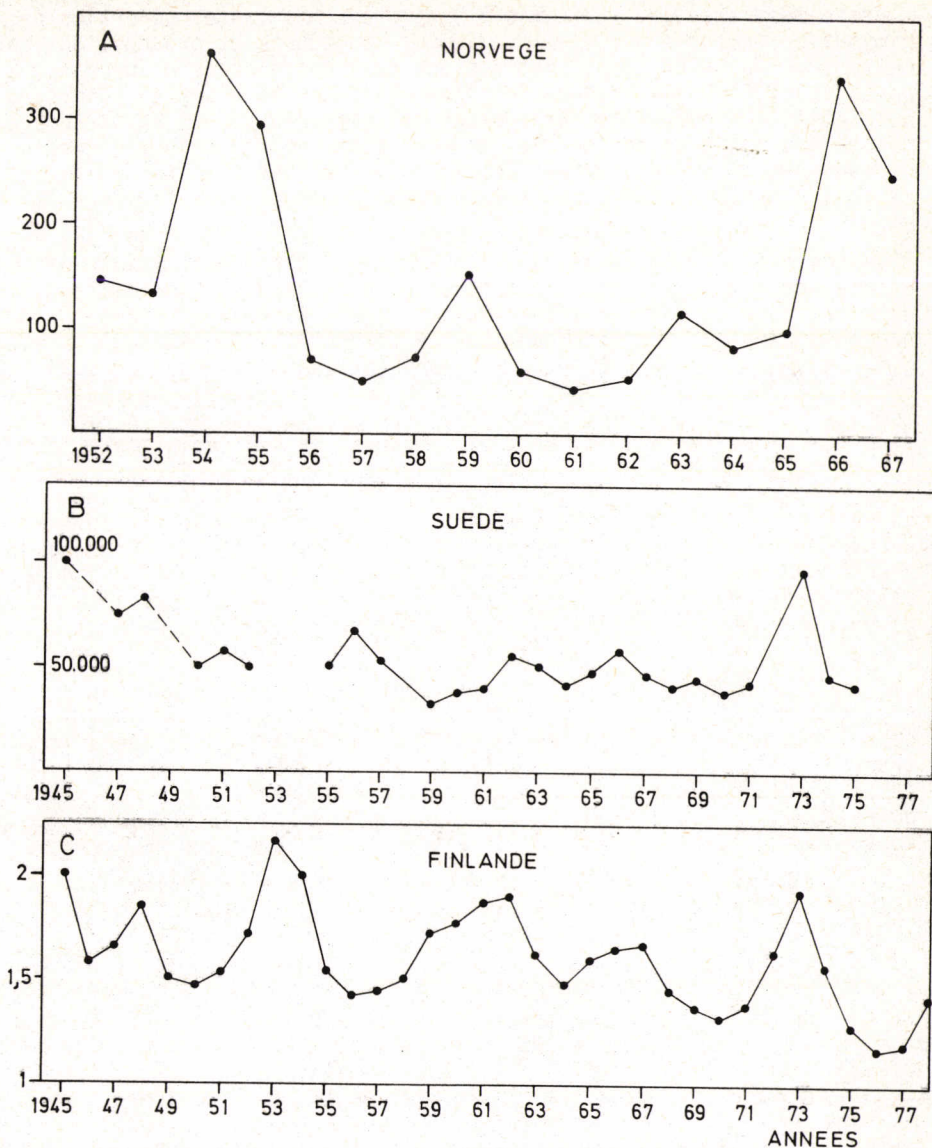 A
NORVEGE
300
200
100
1952 53 54 55 56 57 58 59 60 61 62 63 64 65 66 67
B
SUEDE
100.000
50.000
1945 47 49 51 53 55 57 59 61 63 65 67 69 71 73 75 77
C
FINLANDE
2
1,5
1
1945 47 49 51 53 55 57 59 61 63 65 67 69 71 73 75 77
ANNEES